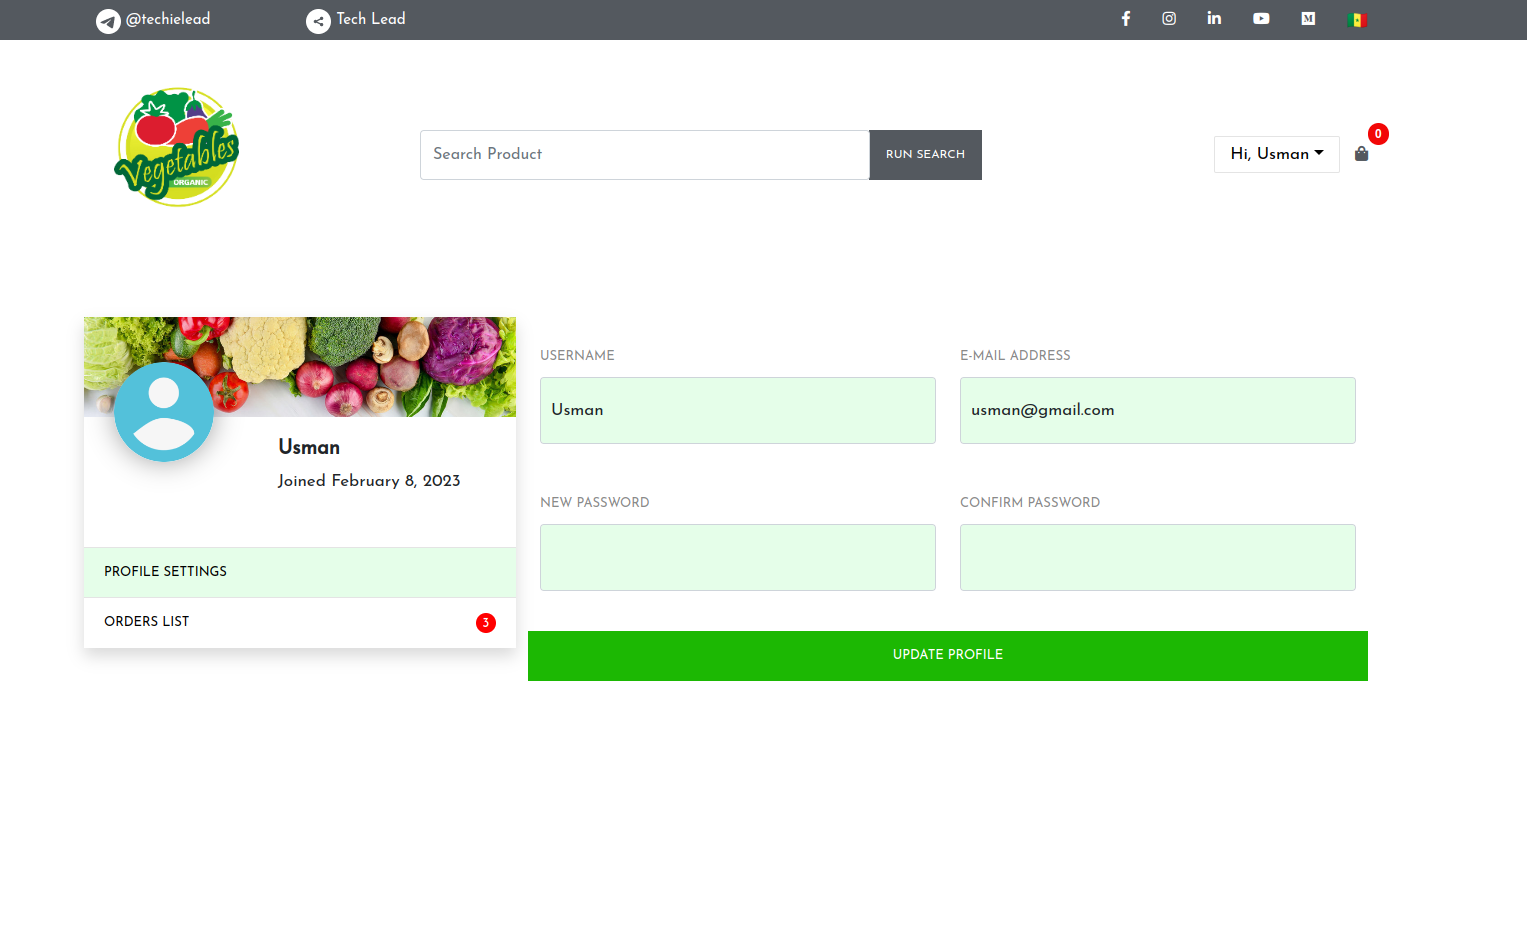 @techielead
Tech Lead
M
Vegetables
ORGANIC
Search Product
RUN SEARCH
Hi, Usman
0
Usman
Joined February 8, 2023
PROFILE SETTINGS
ORDERS LIST
3
USERNAME
E-MAIL ADDRESS
Usman
usman@gmail.com
NEW PASSWORD
CONFIRM PASSWORD
UPDATE PROFILE